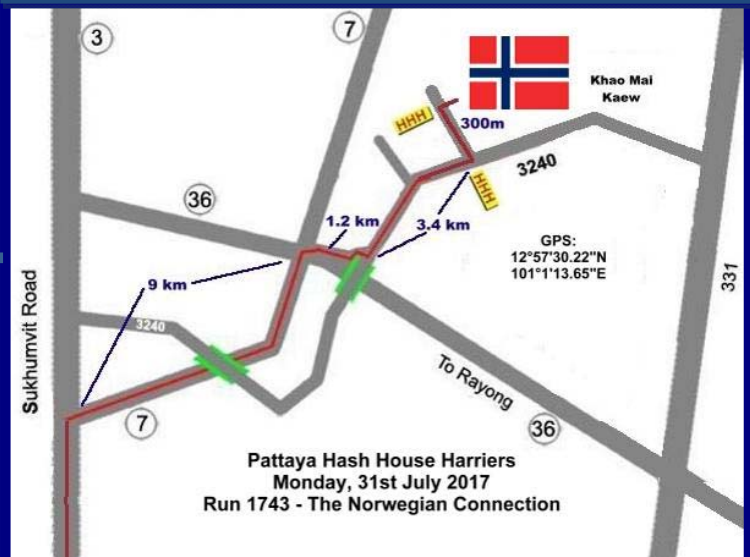 3
7
Khao Mai
Kaew
HHH
300m
3240
HHH
36
1.2 km
3.4 km
GPS:
12°57'30.22"N
101°1'13.65"E
331
9 km
Sukhumvit Road
3240
To Rayong
7
36
Pattaya Hash House Harriers
Monday, 31st July 2017
Run 1743 - The Norwegian Connection